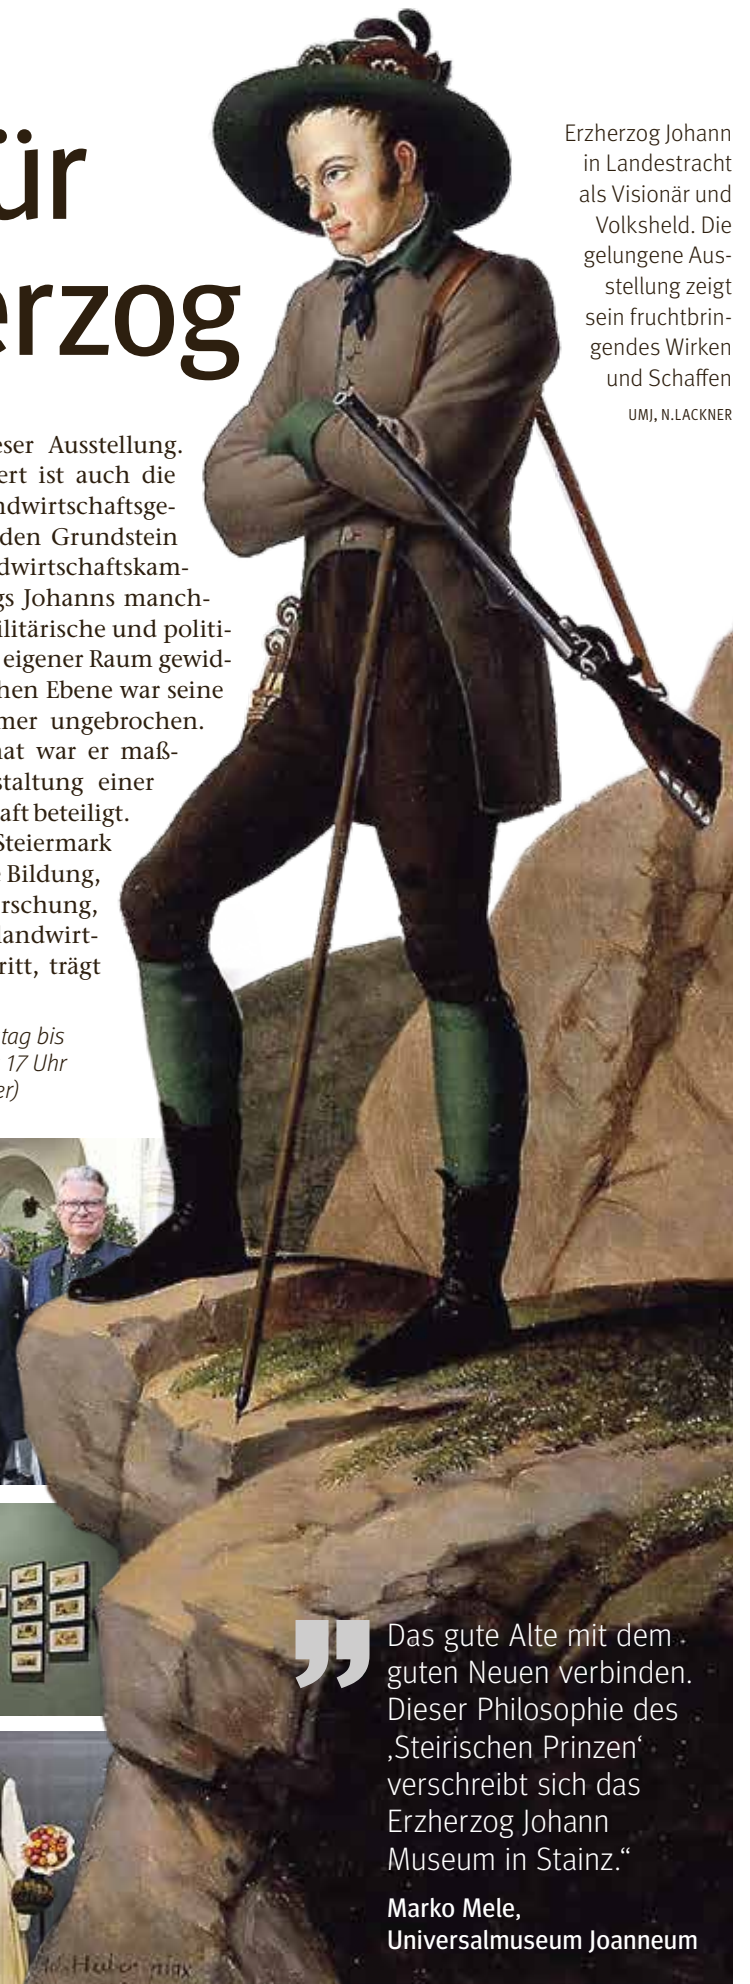 ür
erzog
Erzherzog Johann
in Landestracht
als Visionär und
Volksheld. Die
gelungene Aus-
stellung zeigt
sein fruchtbrin-
gendes Wirken
und Schaffen
UMJ, N.LACKNER
eser Ausstellung.
ert ist auch die
ndwirtschaftsge-
den Grundstein
dwirtschaftskam-
gs Johanns manch-
ilitärische und politi-
eigener Raum gewid-
chen Ebene war seine
mer ungebrochen.
nat war er maß-
staltung einer
aft beteiligt.
Steiermark
e Bildung,
rschung,
landwirt-
ritt, trägt
tag bis
17 Uhr
er)
„Das gute Alte mit dem
guten Neuen verbinden.
Dieser Philosophie des
‚Steirischen Prinzen‘
verschreibt sich das
Erzherzog Johann
Museum in Stainz.“
Marko Mele,
Universalmuseum Joanneum